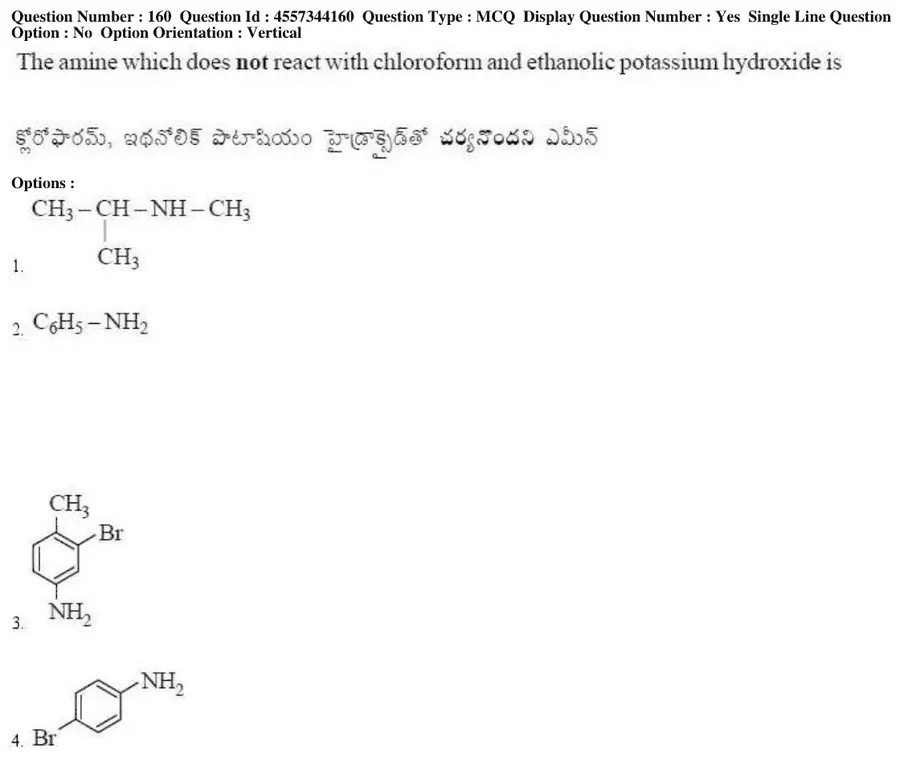 Question Number : 160 Question Id : 4557344160 Question Type : MCQ Display Question Number : Yes Single Line Question
Option : No Option Orientation : Vertical
The amine which does not react with chloroform and ethanolic potassium hydroxide is
క్లోరోఫారమ్, ఇథనోలిక్ పొటాషియం హైడ్రాక్సైడ్‌తో చర్యనొందని ఎమీన్
Options :
CH₃ – CH – NH – CH₃
CH₃
1.
2. C₆H₅ – NH₂
CH₃
Br
NH₂
3.
NH₂
4. Br